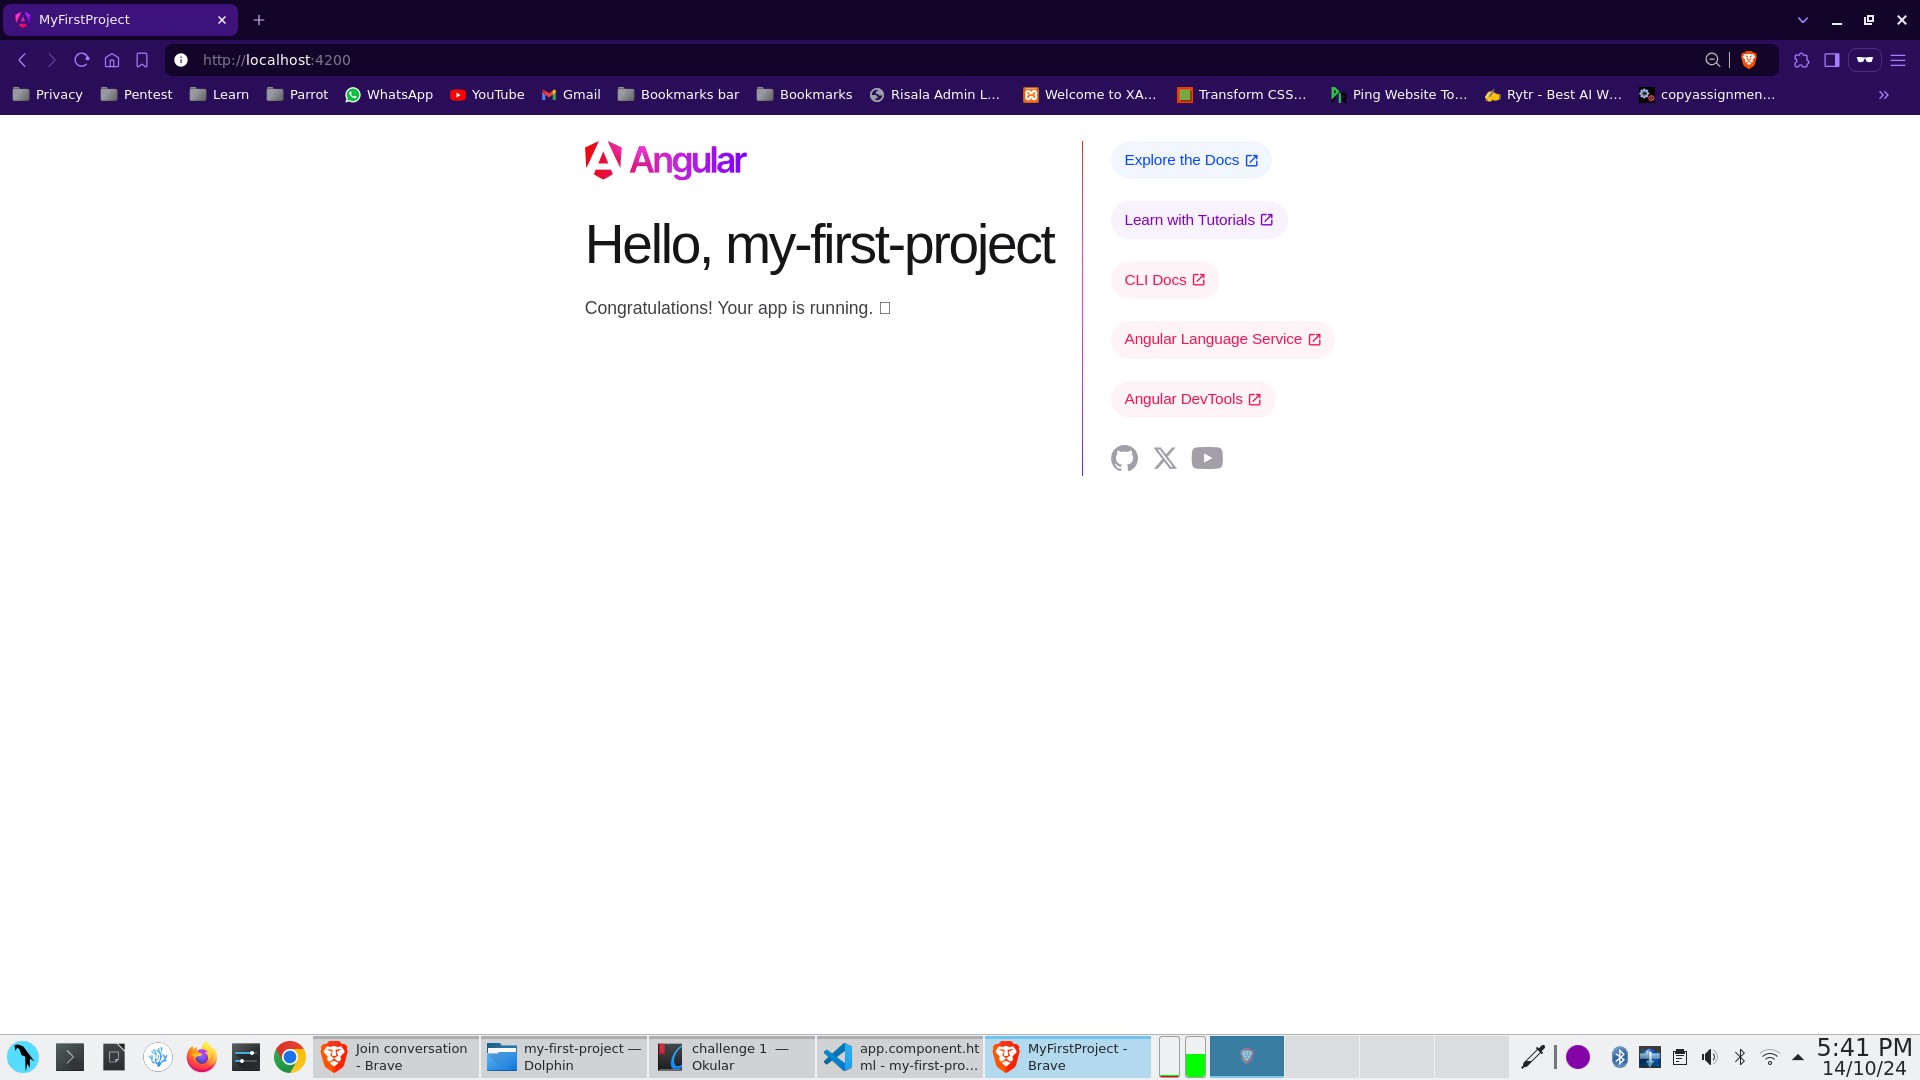 MyFirstProject
http://localhost:4200
Privacy Pentest Learn Parrot WhatsApp YouTube Gmail Bookmarks bar Bookmarks Risala Admin L... Welcome to XA... Transform CSS... Ping Website To... Rytr - Best AI W... copyassignmen...
Angular
Hello, my-first-project
Congratulations! Your app is running.
Explore the Docs
Learn with Tutorials
CLI Docs
Angular Language Service
Angular DevTools
Join conversation
- Brave
my-first-project —
Dolphin
challenge 1 —
Okular
app.component.ht
ml - my-first-pro...
MyFirstProject -
Brave
5:41 PM
14/10/24